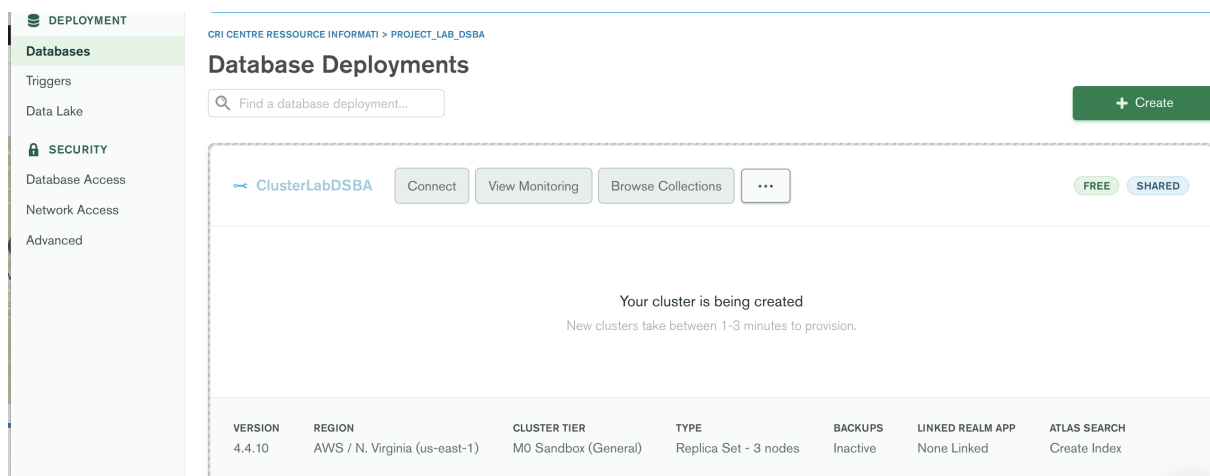 DEPLOYMENT
Databases
Triggers
Data Lake
SECURITY
Database Access
Network Access
Advanced
CRI CENTRE RESSOURCE INFORMATI > PROJECT_LAB_DSBA
Database Deployments
Find a database deployment...
+ Create
ClusterLabDSBA Connect View Monitoring Browse Collections ... FREE SHARED
Your cluster is being created
New clusters take between 1-3 minutes to provision.
VERSION REGION CLUSTER TIER TYPE BACKUPS LINKED REALM APP ATLAS SEARCH
4.4.10 AWS / N. Virginia (us-east-1) M0 Sandbox (General) Replica Set - 3 nodes Inactive None Linked Create Index